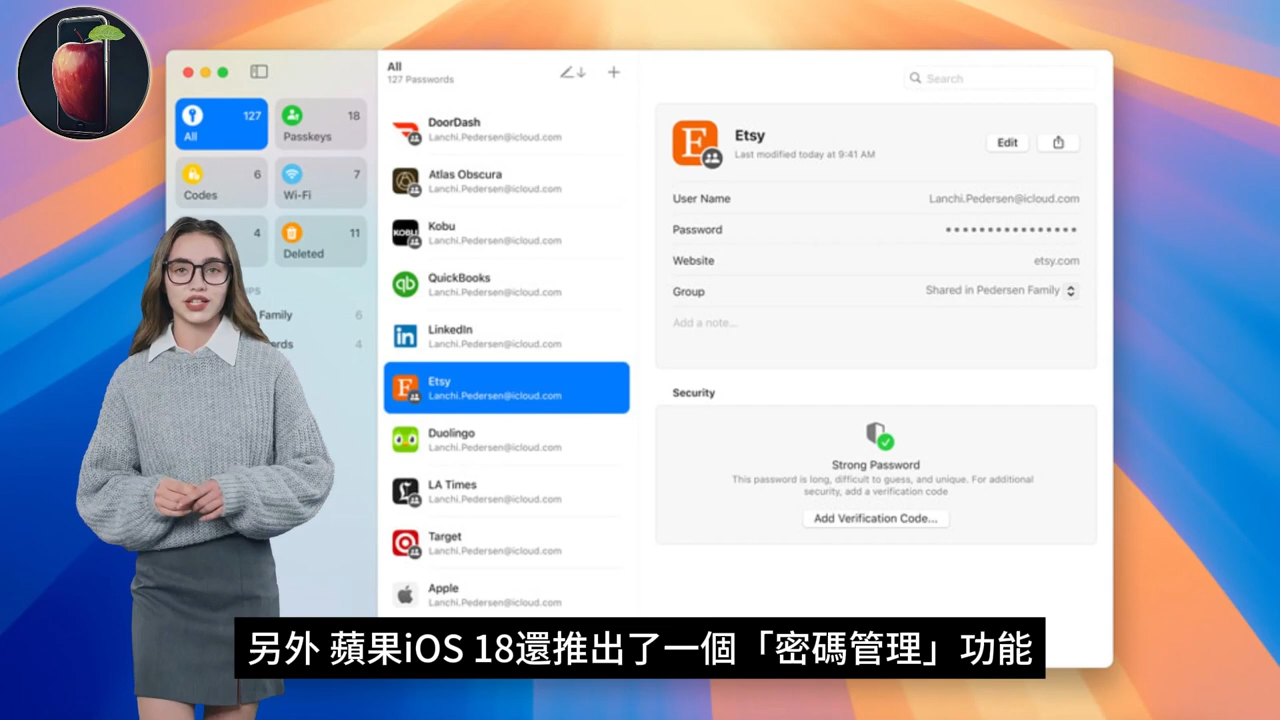 All
127 Passwords
Search
127
All
18
Passkeys
6
Codes
7
Wi-Fi
4
11
Deleted
UPS
Family
6
erds
4
DoorDash
Lanchi.Pedersen@icloud.com
Atlas Obscura
Lanchi.Pedersen@icloud.com
KOBU
Kobu
Lanchi.Pedersen@icloud.com
qb
QuickBooks
Lanchi.Pedersen@icloud.com
in
LinkedIn
Lanchi.Pedersen@icloud.com
E
Etsy
Lanchi.Pedersen@icloud.com
Duolingo
Lanchi.Pedersen@icloud.com
LA Times
Lanchi.Pedersen@icloud.com
Target
Lanchi.Pedersen@icloud.com
Apple
Lanchi.Pedersen@icloud.com
E
Etsy
Last modified today at 9:41 AM
Edit
User Name
Lanchi.Pedersen@icloud.com
Password
••••••••••••••••
Website
etsy.com
Group
Shared in Pedersen Family
Add a note...
Security
Strong Password
This password is long, difficult to guess, and unique. For additional
security, add a verification code
Add Verification Code...
另外 蘋果iOS 18還推出了一個「密碼管理」功能